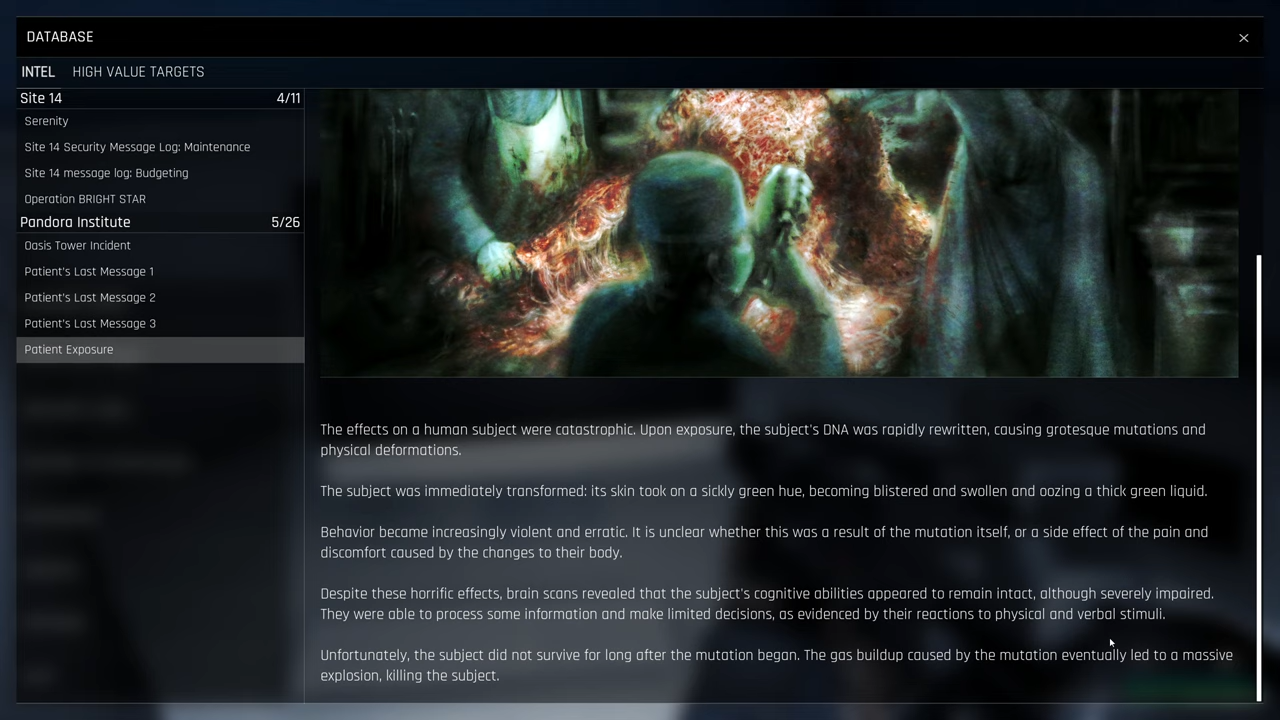 DATABASE
INTEL HIGH VALUE TARGETS
Site 14 4/11
Serenity
Site 14 Security Message Log: Maintenance
Site 14 message log: Budgeting
Operation BRIGHT STAR
Pandora Institute 5/26
Oasis Tower Incident
Patient's Last Message 1
Patient's Last Message 2
Patient's Last Message 3
Patient Exposure
The effects on a human subject were catastrophic. Upon exposure, the subject's DNA was rapidly rewritten, causing grotesque mutations and
physical deformations.
The subject was immediately transformed: its skin took on a sickly green hue, becoming blistered and swollen and oozing a thick green liquid.
Behavior became increasingly violent and erratic. It is unclear whether this was a result of the mutation itself, or a side effect of the pain and
discomfort caused by the changes to their body.
Despite these horrific effects, brain scans revealed that the subject's cognitive abilities appeared to remain intact, although severely impaired.
They were able to process some information and make limited decisions, as evidenced by their reactions to physical and verbal stimuli.
Unfortunately, the subject did not survive for long after the mutation began. The gas buildup caused by the mutation eventually led to a massive
explosion, killing the subject.